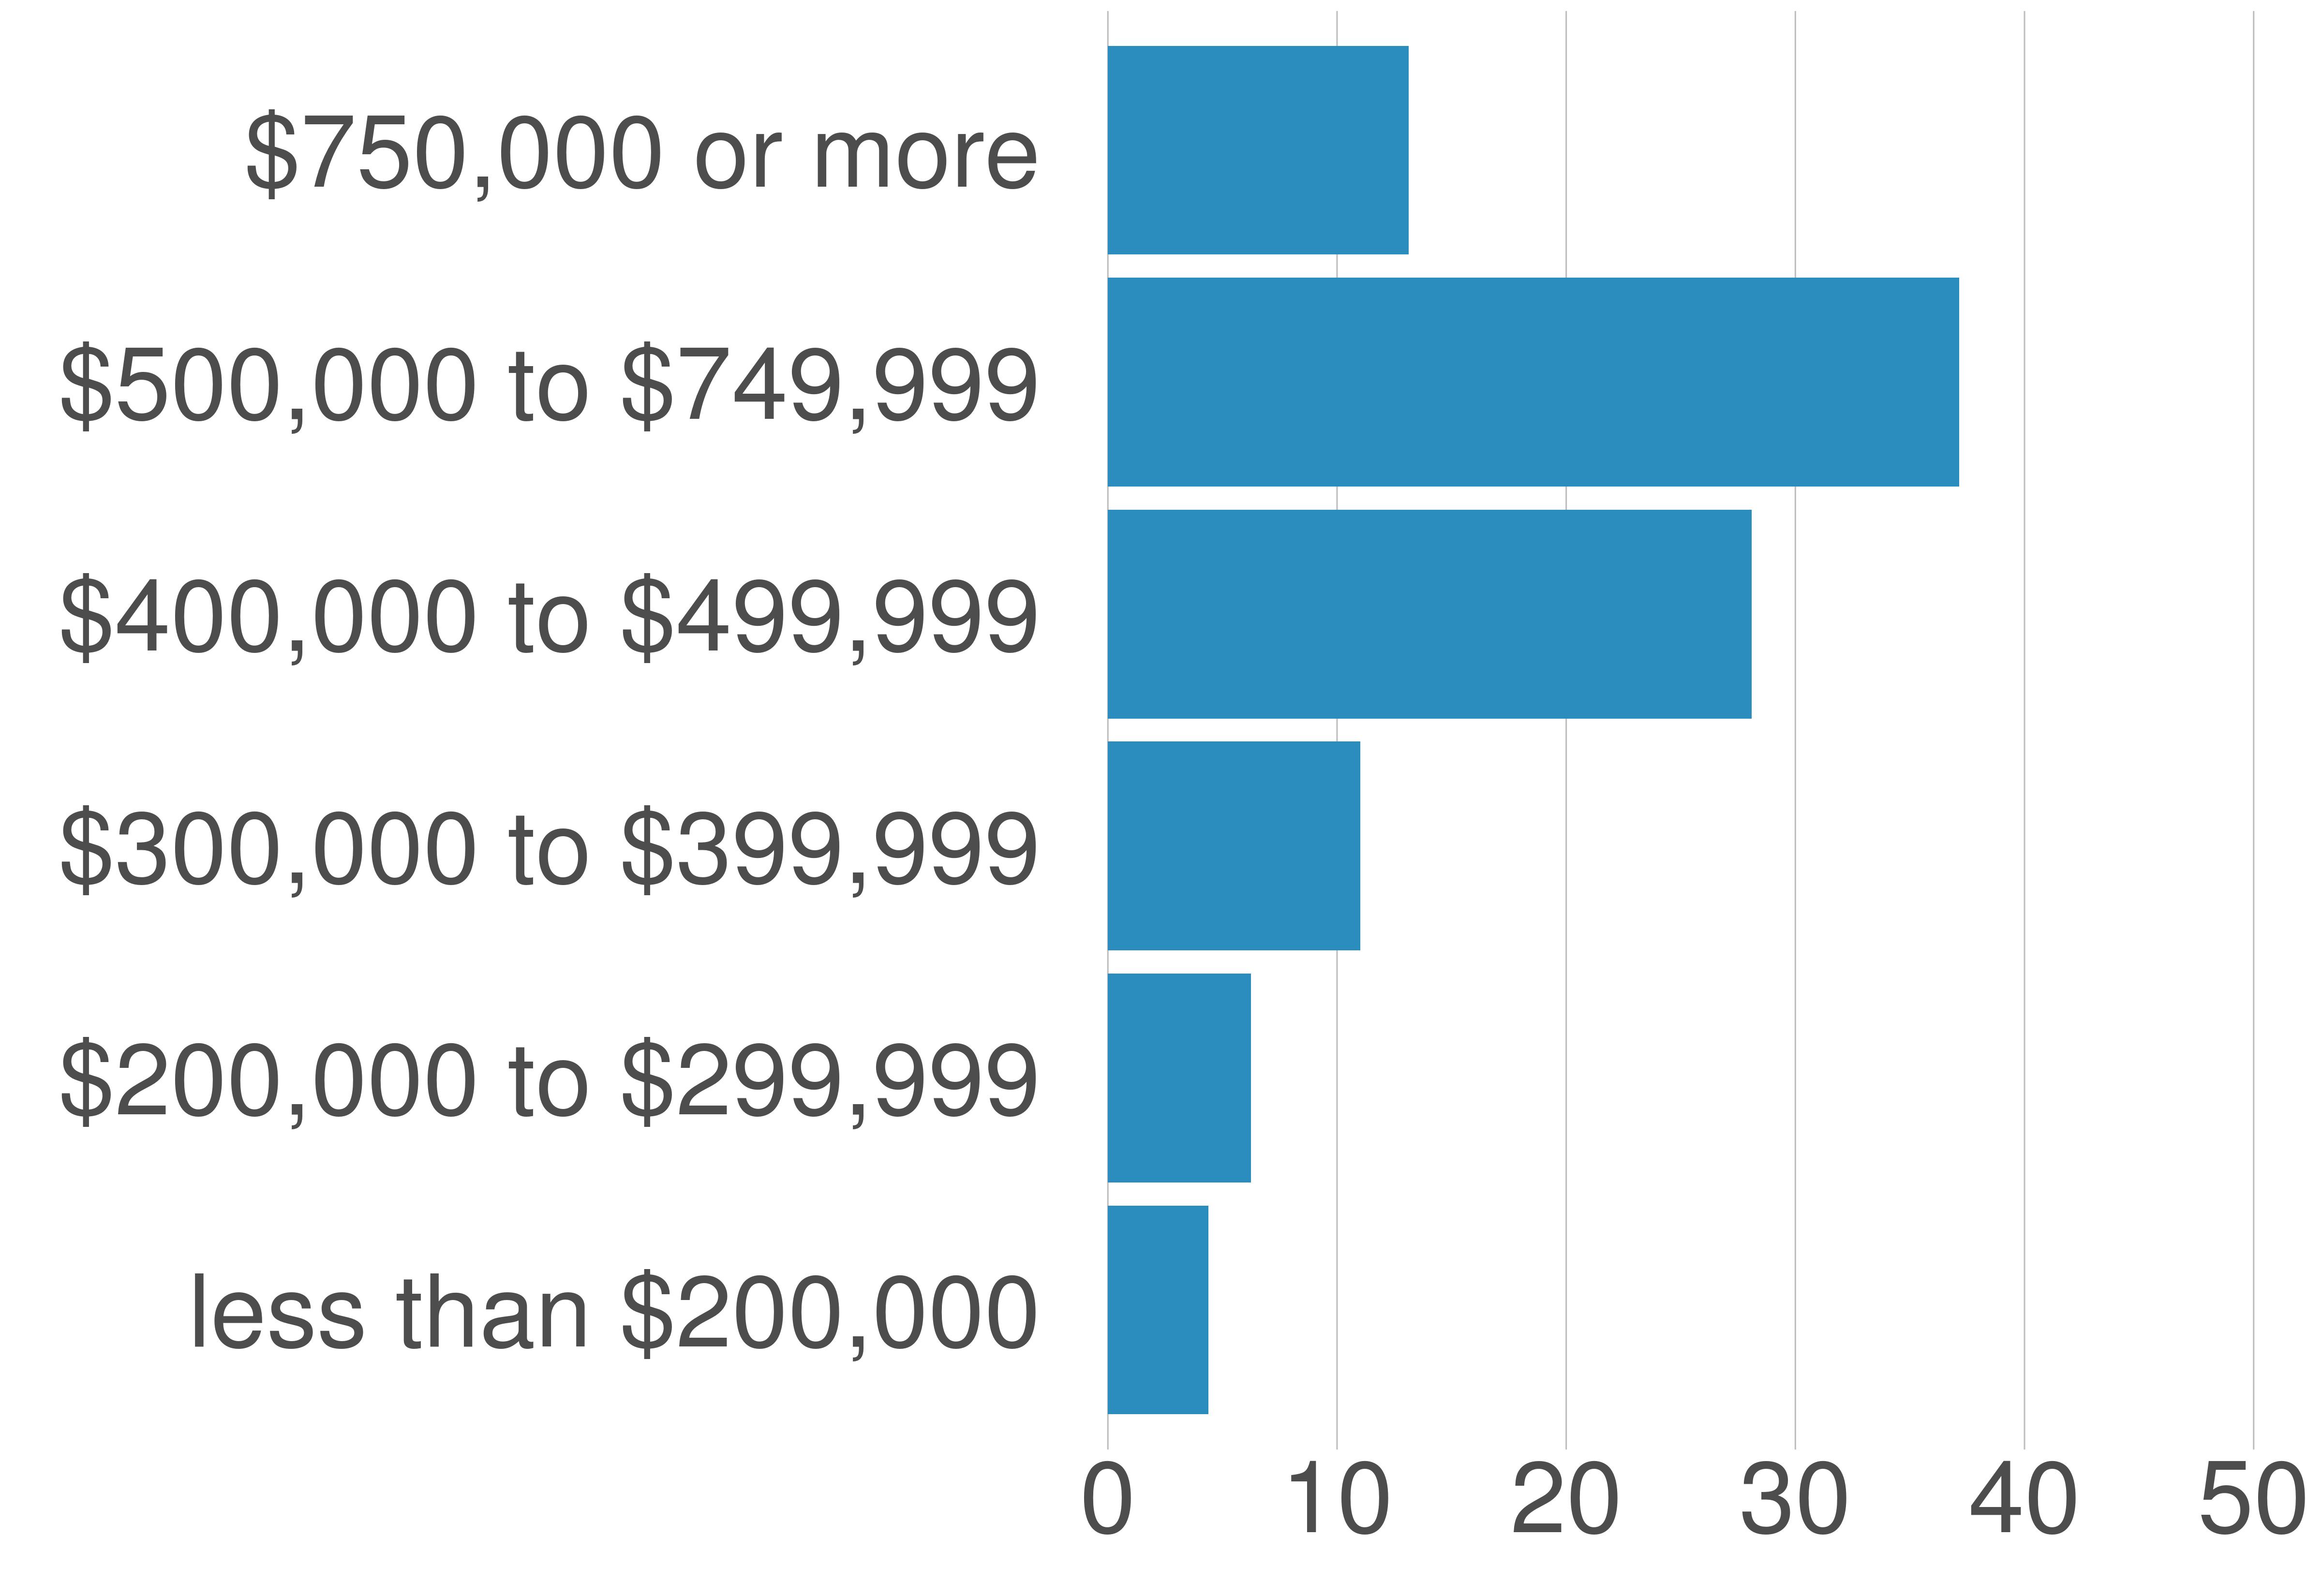 $750,000 or more
$500,000 to $749,999
$400,000 to $499,999
$300,000 to $399,999
$200,000 to $299,999
less than $200,000
0 10 20 30 40 50